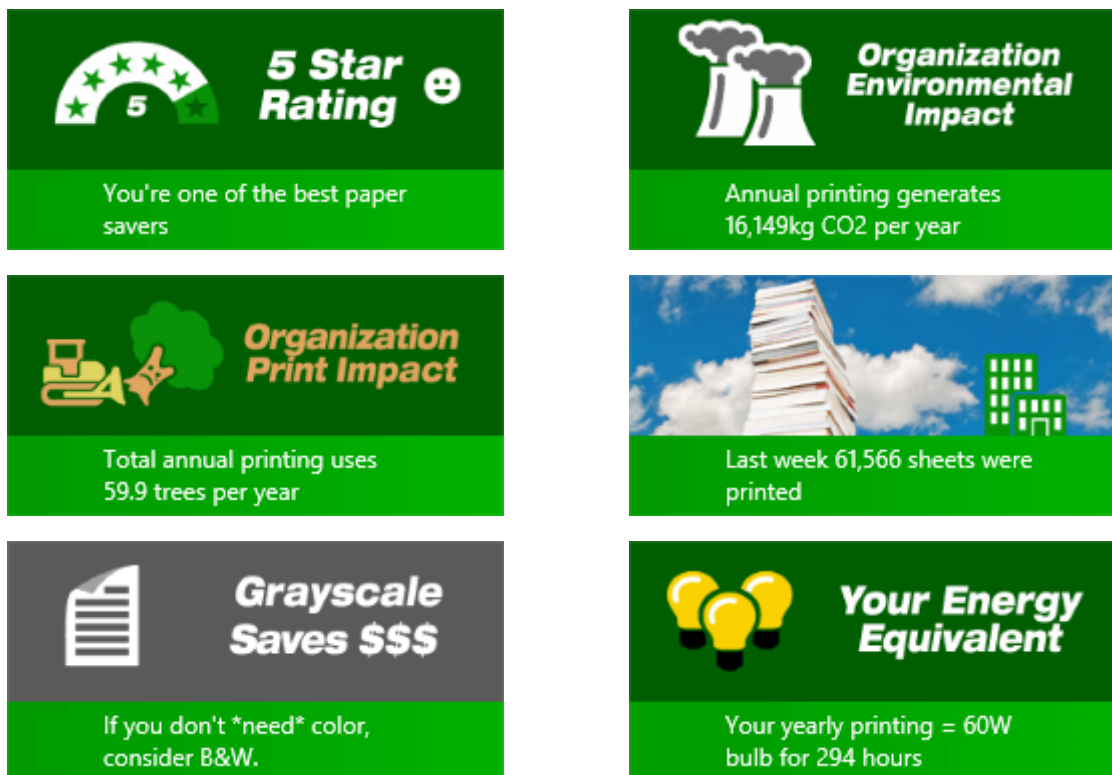 5 Star
Rating
5
You're one of the best paper
savers
Organization
Environmental
Impact
Annual printing generates
16,149kg CO2 per year
Organization
Print Impact
Total annual printing uses
59.9 trees per year
Last week 61,566 sheets were
printed
Grayscale
Saves $$$
If you don't *need* color,
consider B&W.
Your Energy
Equivalent
Your yearly printing = 60W
bulb for 294 hours